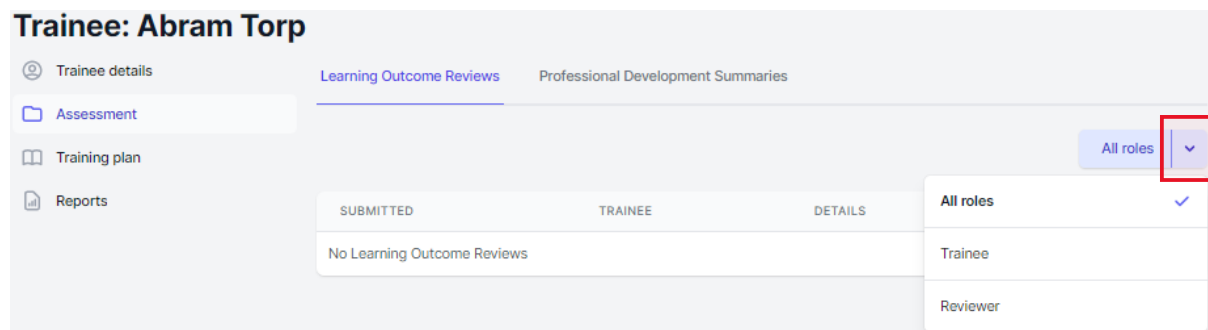 Trainee: Abram Torp
Trainee details
Assessment
Training plan
Reports
Learning Outcome Reviews Professional Development Summaries
All roles
SUBMITTED TRAINEE DETAILS
No Learning Outcome Reviews
All roles
Trainee
Reviewer